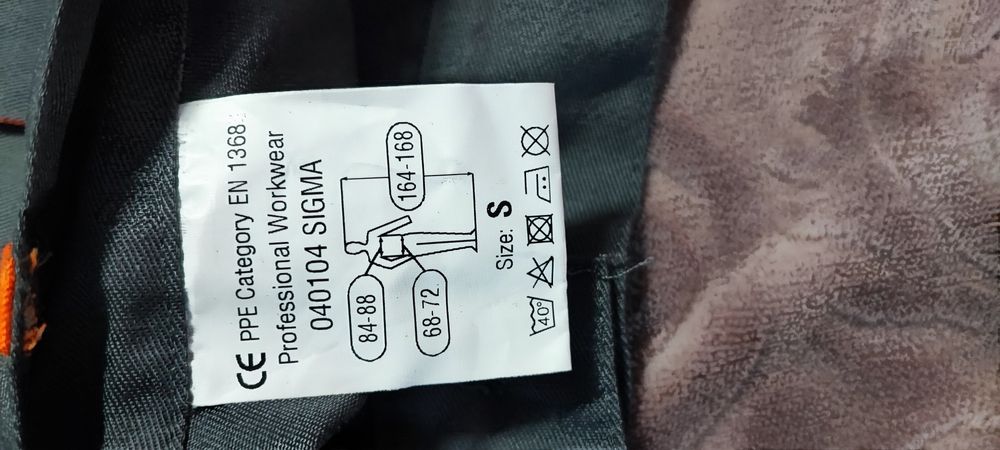 CE PPE Category EN 1368
Professional Workwear
040104 SIGMA
84-88
164-168
68-72
Size: S
40°